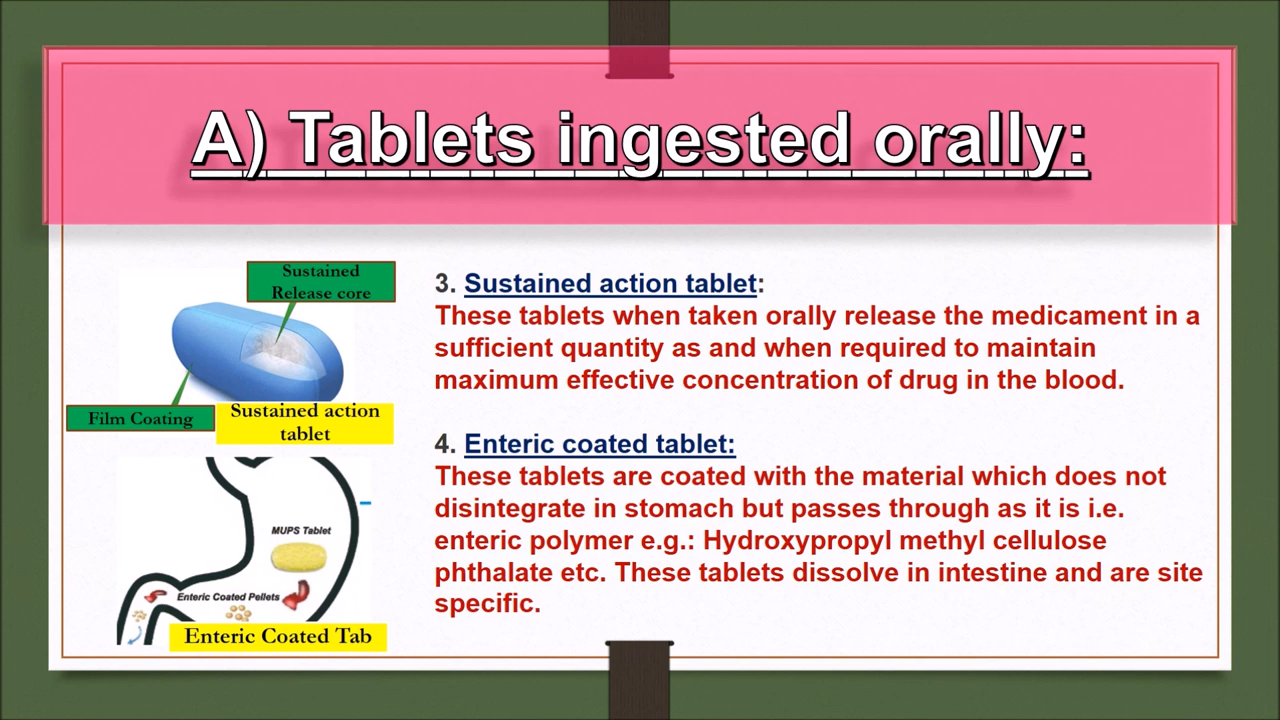 A) Tablets ingested orally:
Sustained
Release core
Film Coating
Sustained action
tablet
3. Sustained action tablet:
These tablets when taken orally release the medicament in a
sufficient quantity as and when required to maintain
maximum effective concentration of drug in the blood.
4. Enteric coated tablet:
These tablets are coated with the material which does not
disintegrate in stomach but passes through as it is i.e.
enteric polymer e.g.: Hydroxypropyl methyl cellulose
phthalate etc. These tablets dissolve in intestine and are site
specific.
MUPS Tablet
Enteric Coated Pellets
Enteric Coated Tab